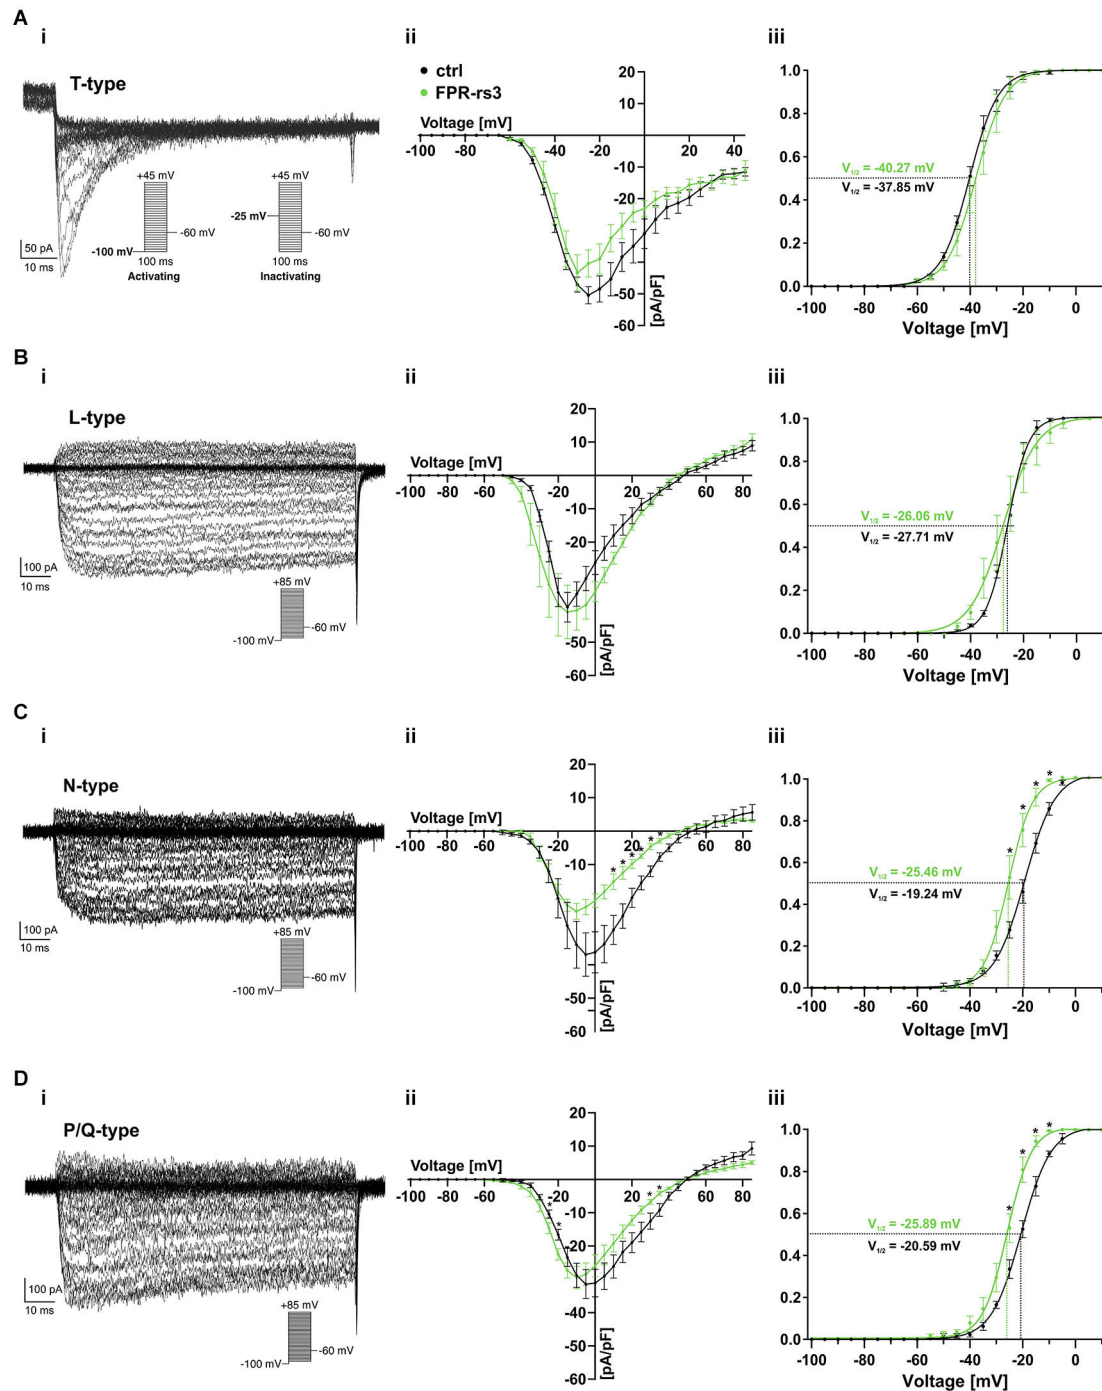 A
i
ii
iii
T-type
+45 mV
+45 mV
-25 mV
-60 mV
-60 mV
-100 mV
100 ms
100 ms
Activating
Inactivating
50 pA
10 ms
ctrl
FPR-rs3
Voltage [mV]
-100 -80 -60 -40 -20 20 40
20
10
-10
-20
-50
-60
[pA/pF]
1.0
0.8
0.6
0.4
0.2
0.0
V1/2 = -40.27 mV
V1/2 = -37.85 mV
-100 -80 -60 -40 -20 0
Voltage [mV]
B
i
ii
iii
L-type
100 pA
10 ms
+85 mV
-60 mV
-100 mV
Voltage [mV]
-100 -80 -60 -20 20 40 60 80
20
10
-10
-20
-50
-60
[pA/pF]
1.0
0.8
0.6
0.4
0.2
0.0
V1/2 = -26.06 mV
V1/2 = -27.71 mV
-100 -80 -60 -40 -20 0
Voltage [mV]
C
i
ii
iii
N-type
100 pA
10 ms
+85 mV
-60 mV
-100 mV
Voltage [mV]
-100 -80 -60 -20 20 40 60 80
20
10
-10
-50
-60
[pA/pF]
* * * * * *
1.0
0.8
0.6
0.4
0.2
0.0
* * * *
V1/2 = -25.46 mV
V1/2 = -19.24 mV
-100 -80 -60 -40 -20 0
Voltage [mV]
D
i
ii
iii
P/Q-type
100 pA
10 ms
+85 mV
-60 mV
-100 mV
Voltage [mV]
-100 -80 -60 -20 20 40 60 80
20
10
-10
-20
-30
-40
-50
-60
[pA/pF]
* * * *
1.0
0.8
0.6
0.4
0.2
0.0
* * * *
V1/2 = -25.89 mV
V1/2 = -20.59 mV
-100 -80 -60 -40 -20 0
Voltage [mV]